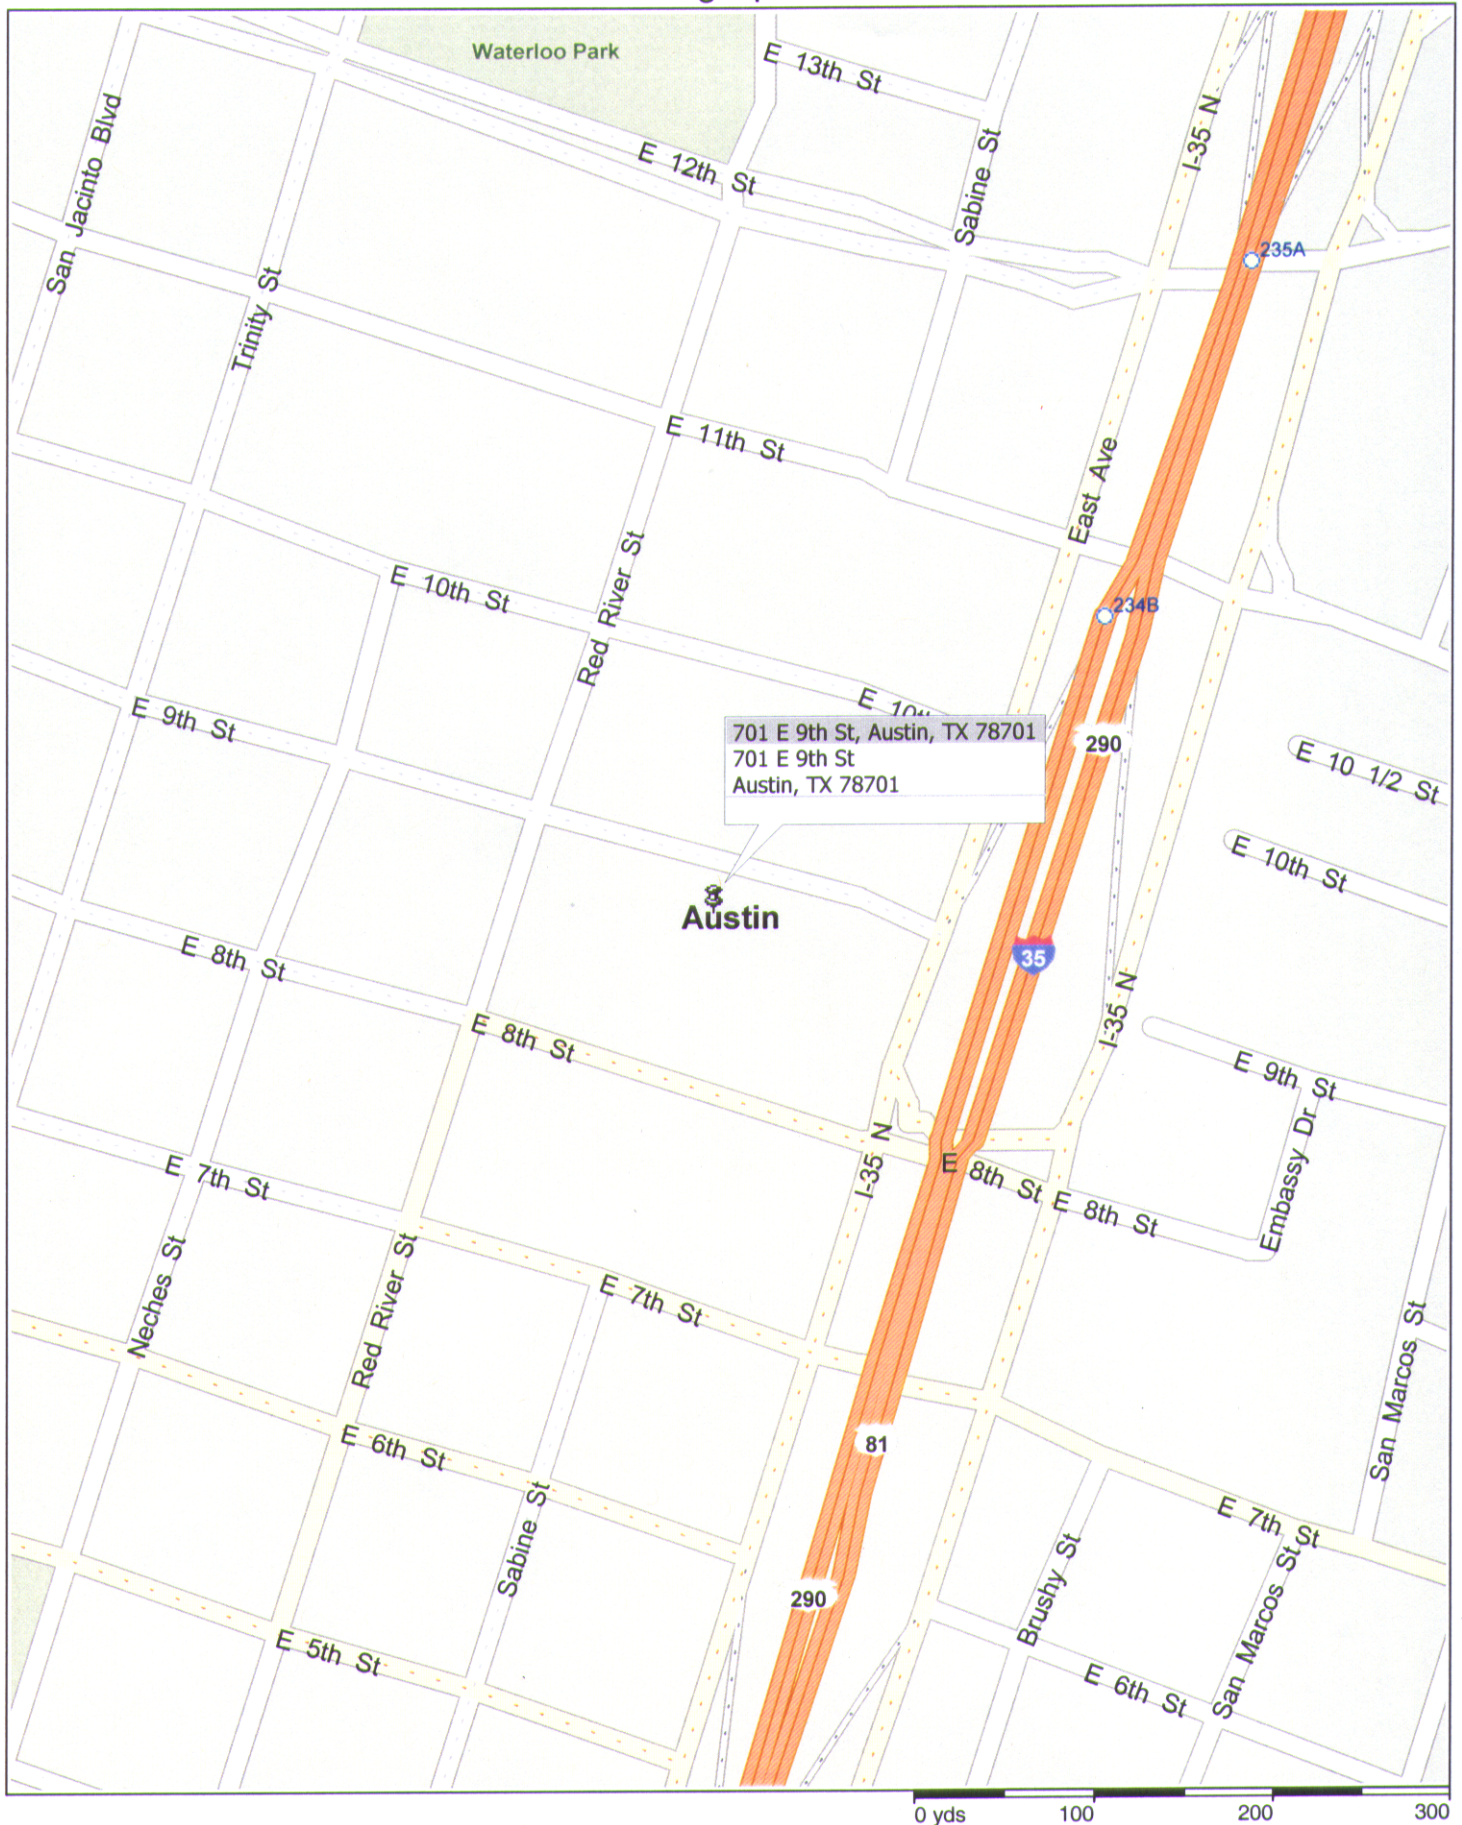 Waterloo Park
E 13th St
I-35 N
San Jacinto Blvd
E 12th St
Sabine St
235A
Trinity St
E 11th St
East Ave
E 10th St
Red River St
234B
E 10th
E 9th St
701 E 9th St, Austin, TX 78701
701 E 9th St
Austin, TX 78701
290
E 10 1/2 St
E 10th St
Austin
E 8th St
35
I-35 N
E 8th St
E 9th St
Embassy Dr
I-35 N
E 8th St
E 8th St
E 7th St
Neches St
Red River St
E 7th St
San Marcos St
E 6th St
81
Sabine St
E 7th St
290
Brushy St
San Marcos St
E 5th St
E 6th St
0 yds 100 200 300